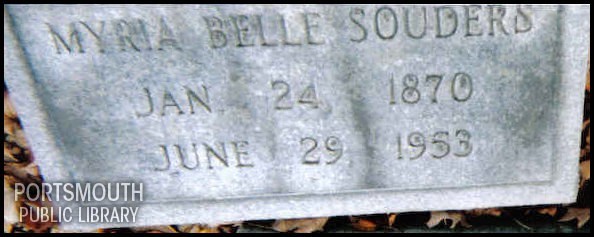 MYRIA BELLE SOUDERS
JAN. 24, 1870
JUNE 29, 1953
PORTSMOUTH
PUBLIC LIBRARY